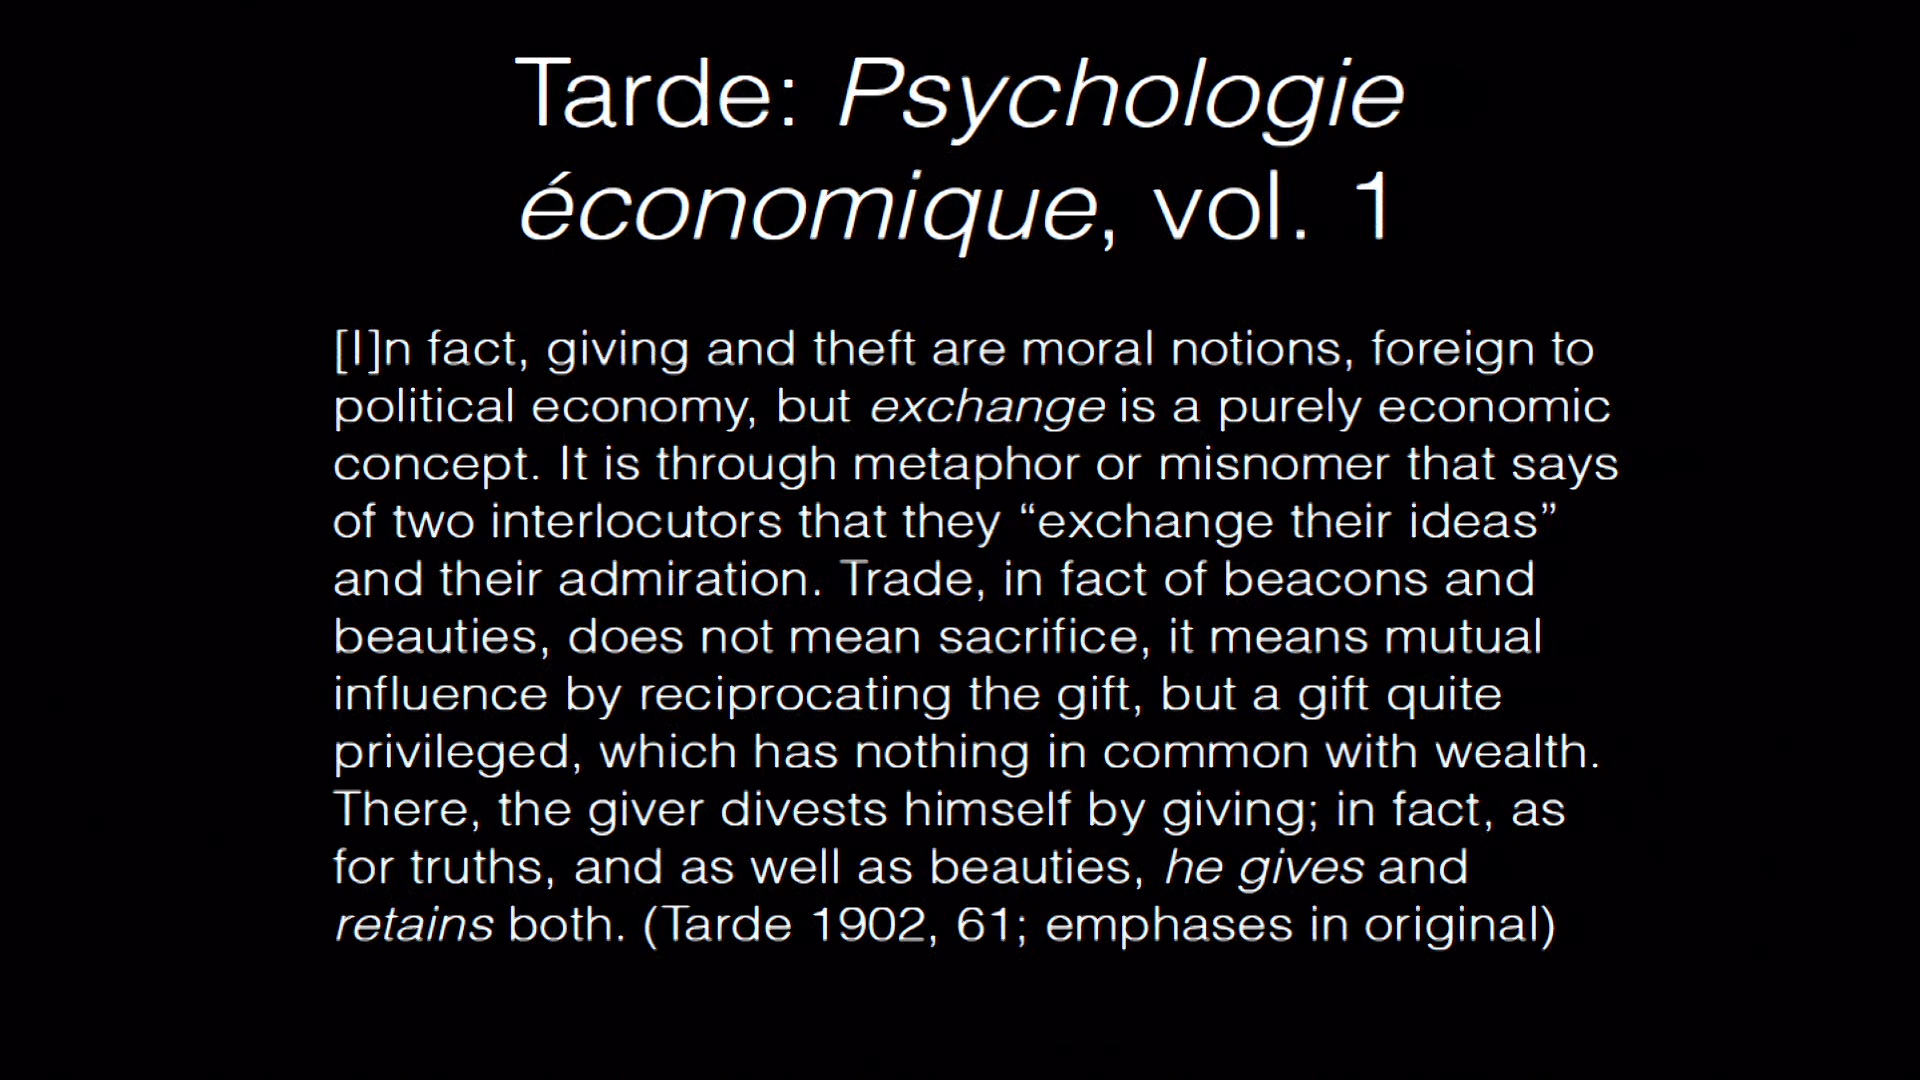 Tarde: Psychologie
économique, vol. 1
[I]n fact, giving and theft are moral notions, foreign to
political economy, but exchange is a purely economic
concept. It is through metaphor or misnomer that says
of two interlocutors that they “exchange their ideas”
and their admiration. Trade, in fact of beacons and
beauties, does not mean sacrifice, it means mutual
influence by reciprocating the gift, but a gift quite
privileged, which has nothing in common with wealth.
There, the giver divests himself by giving; in fact, as
for truths, and as well as beauties, he gives and
retains both. (Tarde 1902, 61; emphases in original)